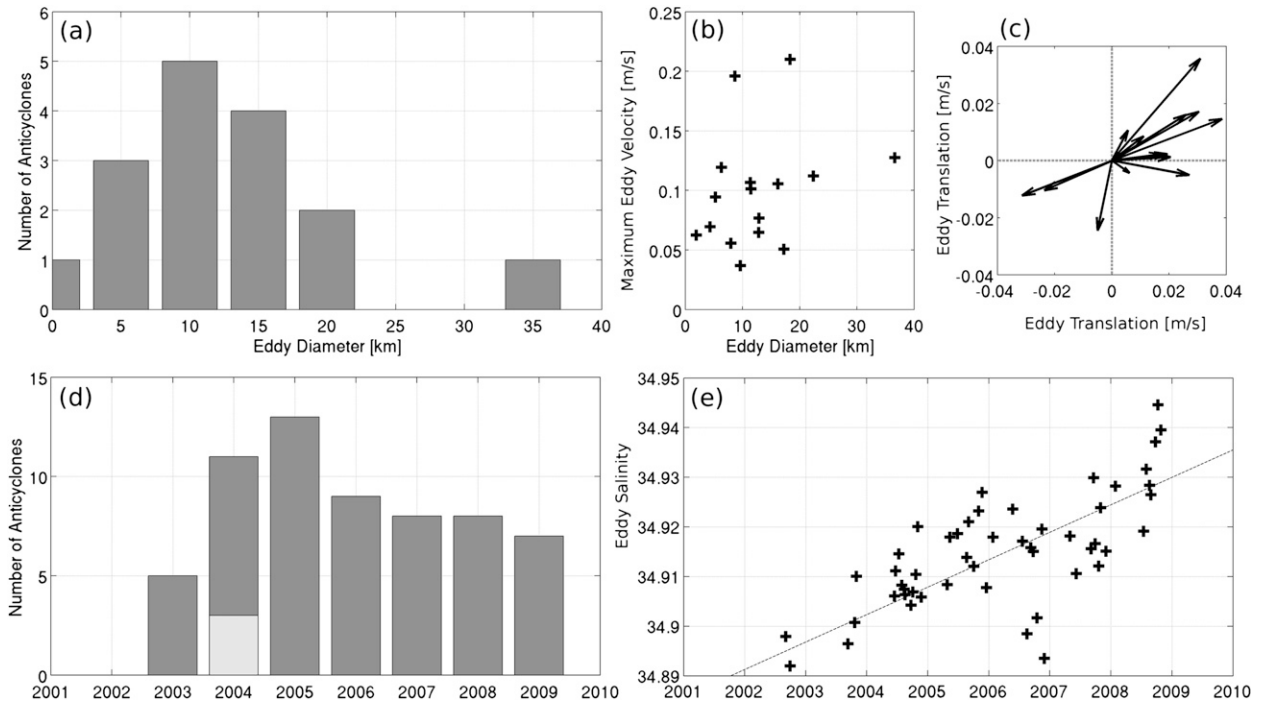 (a)
Number of Anticyclones
6
5
4
3
2
1
0
0 5 10 15 20 25 30 35 40
Eddy Diameter [km]
(b)
Maximum Eddy Velocity [m/s]
0.25
0.2
0.15
0.1
0.05
0
0 10 20 30 40
Eddy Diameter [km]
(c)
Eddy Translation [m/s]
0.04
0.02
0
-0.02
-0.04
-0.04 -0.02 0 0.02 0.04
Eddy Translation [m/s]
(d)
Number of Anticyclones
15
10
5
0
2001 2002 2003 2004 2005 2006 2007 2008 2009 2010
(e)
Eddy Salinity
34.95
34.94
34.93
34.92
34.91
34.9
34.89
2001 2002 2003 2004 2005 2006 2007 2008 2009 2010